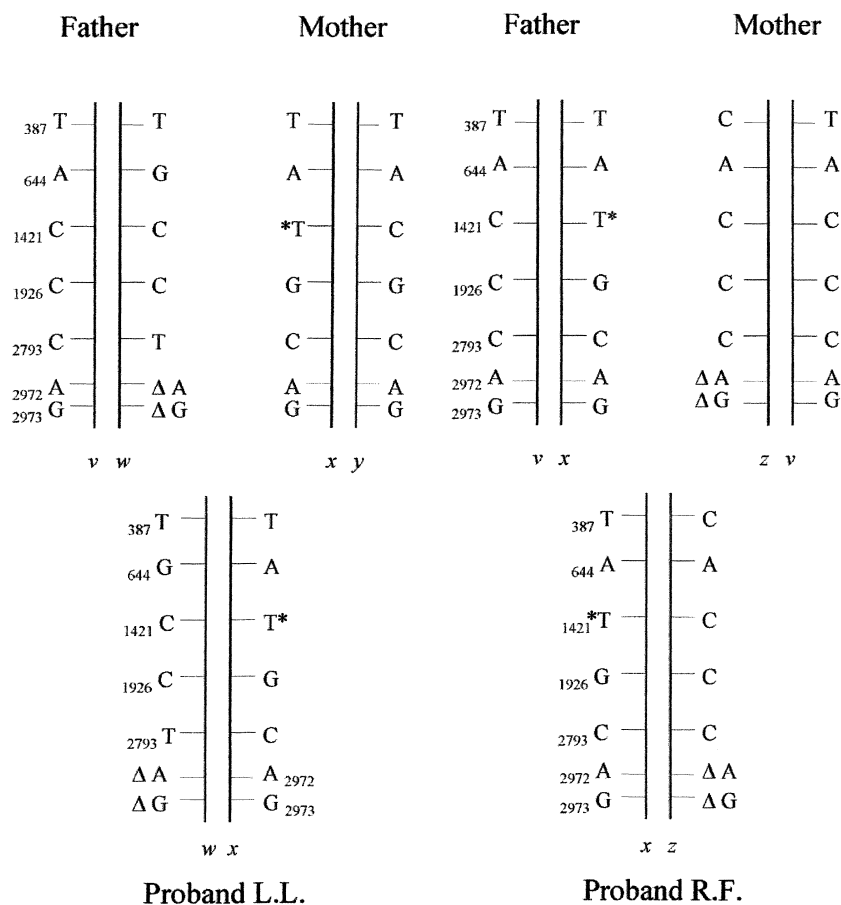 Father Mother Father Mother
387 T T T T 387 T T C T
644 A G A A 644 A A A A
1421 C C *T C 1421 C T* C C
1926 C C G G 1926 C G C C
2793 C T C C 2793 C C C C
2972 A Δ A A A 2972 A A Δ A A
2973 G Δ G G G 2973 G G Δ G G
v w x y v x z v
387 T T 387 T C
644 G A 644 A A
1421 C T* 1421 *T C
1926 C G 1926 G C
2793 T C 2793 C C
Δ A A 2972 2972 A Δ A
Δ G G 2973 2973 G Δ G
w x x z
Proband L.L. Proband R.F.